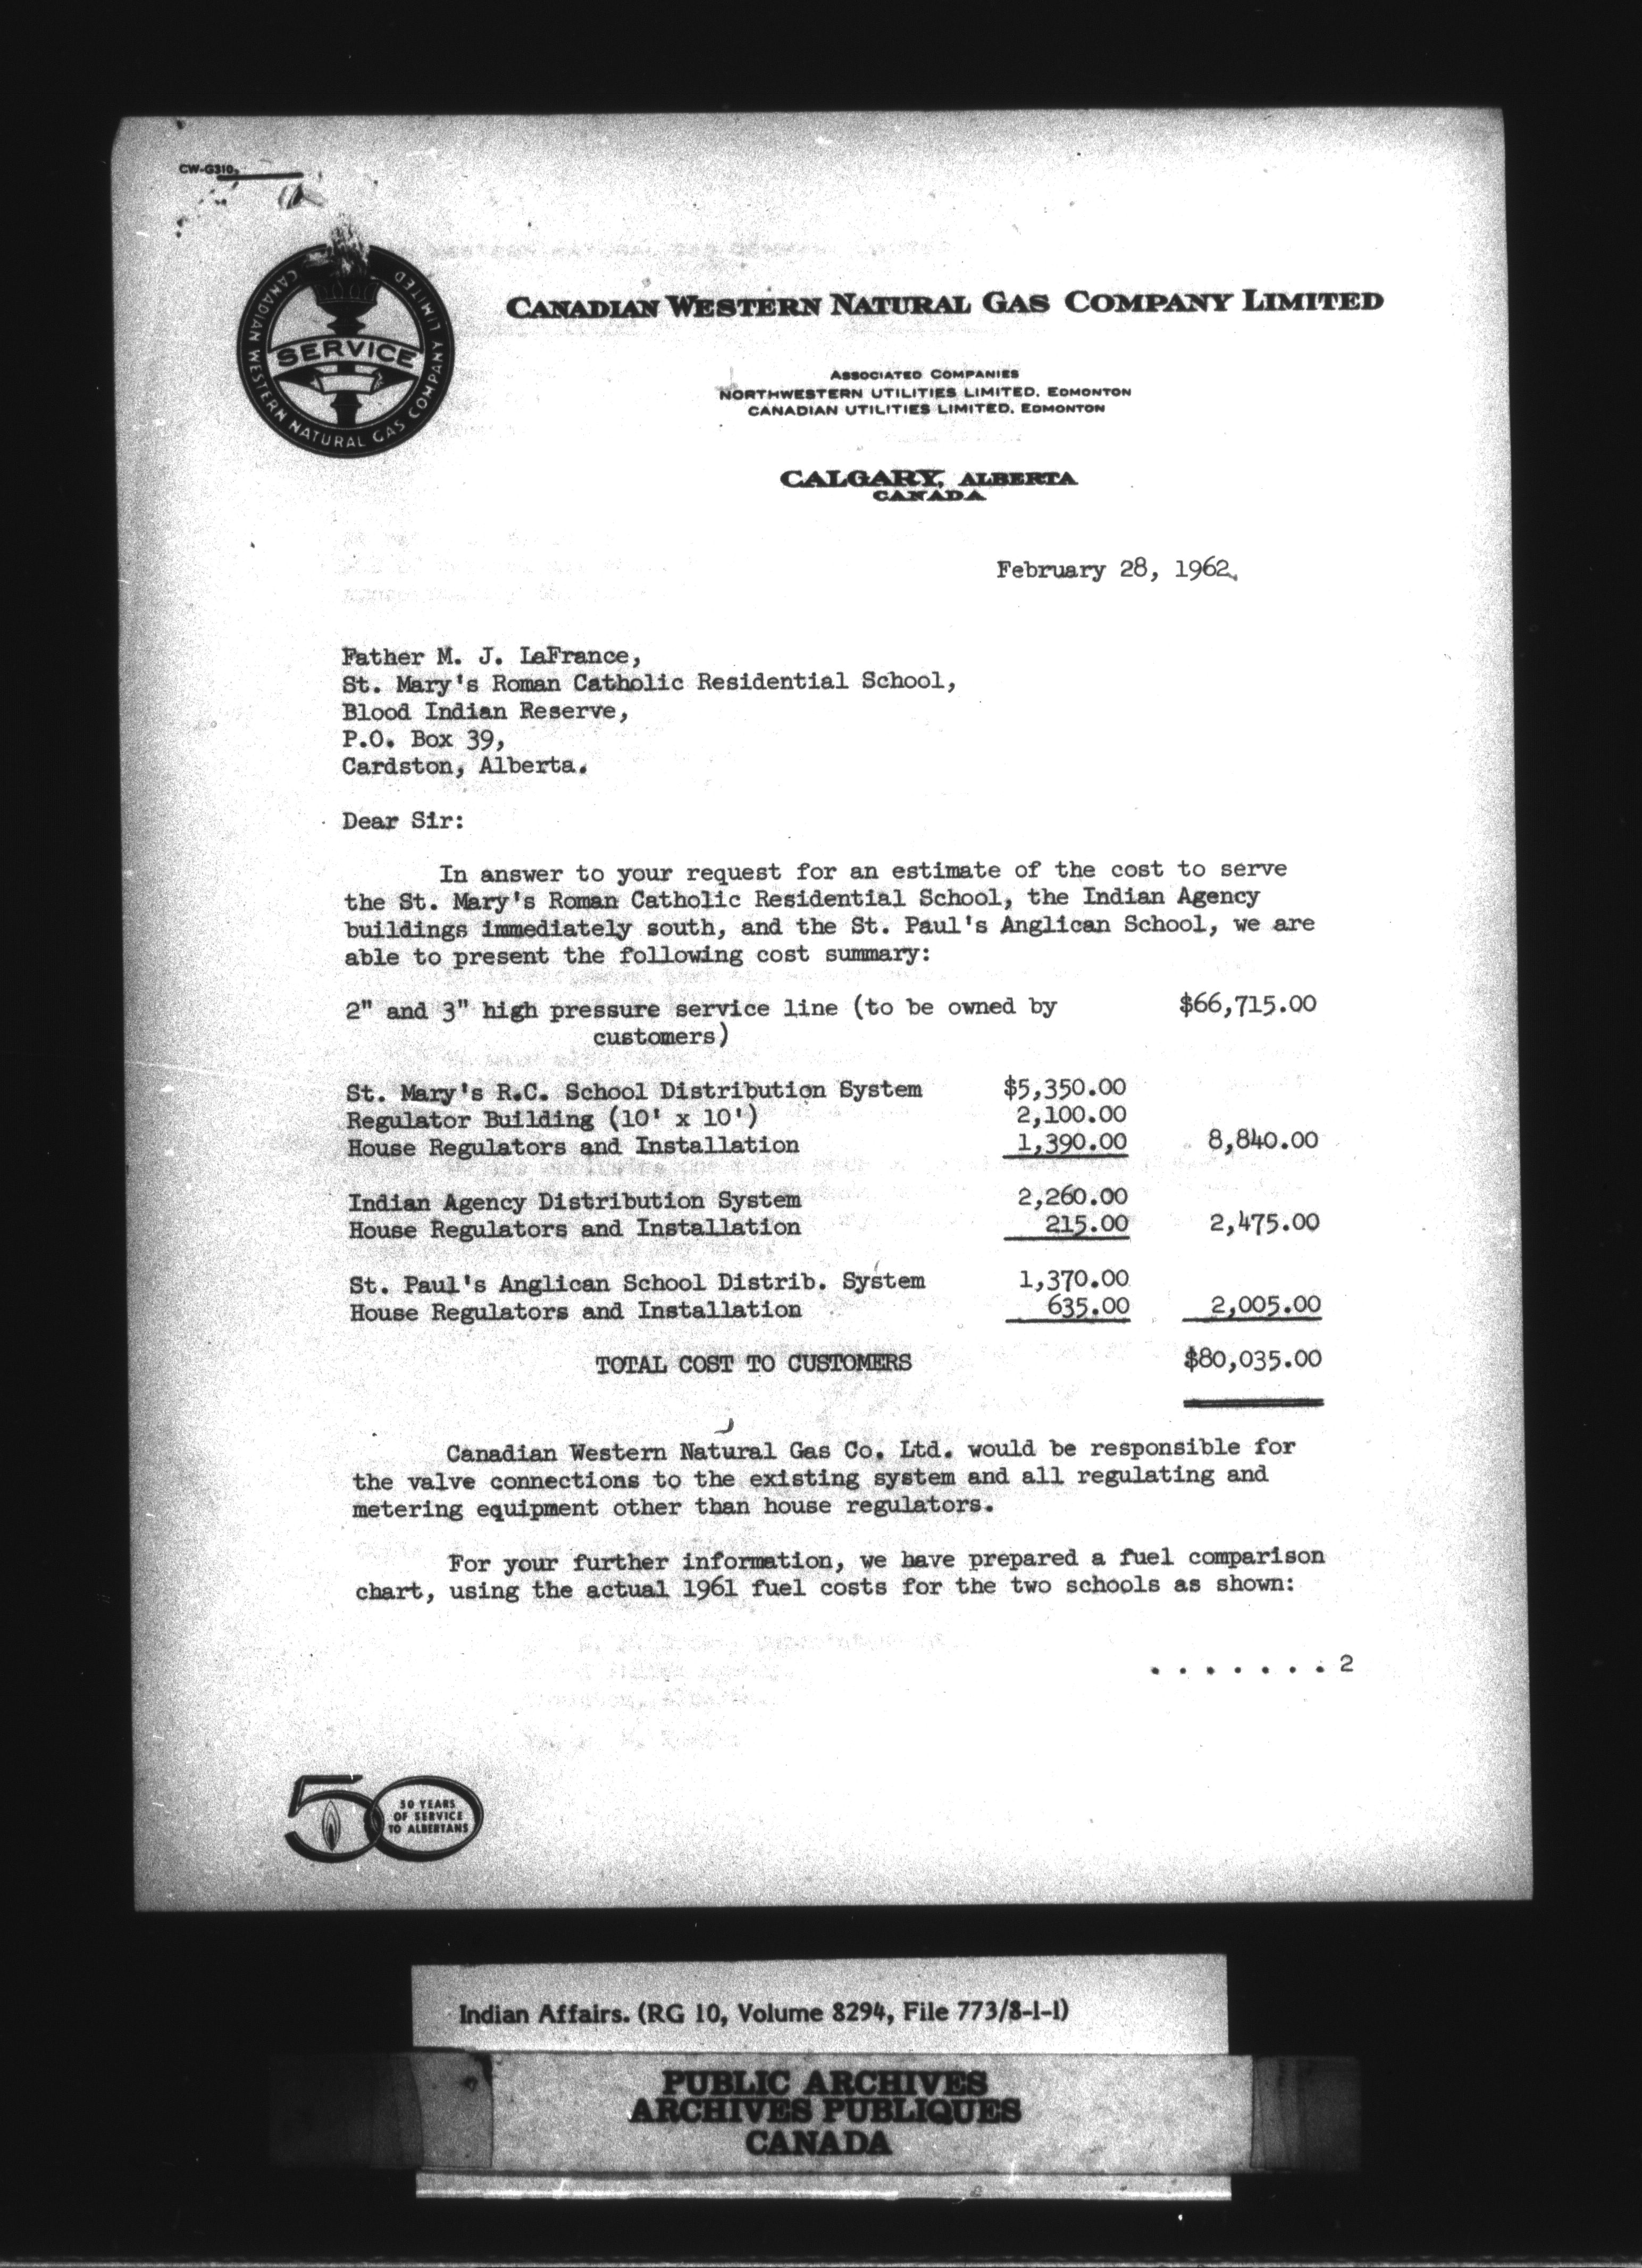 CW-G310
CANADIAN WESTERN NATURAL GAS COMPANY LIMITED
SERVICE
CANADIAN WESTERN NATURAL GAS COMPANY LIMITED
ASSOCIATED COMPANIES
NORTHWESTERN UTILITIES LIMITED, EDMONTON
CANADIAN UTILITIES LIMITED, EDMONTON
CALGARY, ALBERTA
CANADA
February 28, 1962.
Father M. J. LaFrance,
St. Mary's Roman Catholic Residential School,
Blood Indian Reserve,
P.O. Box 39,
Cardston, Alberta.
Dear Sir:
In answer to your request for an estimate of the cost to serve
the St. Mary's Roman Catholic Residential School, the Indian Agency
buildings immediately south, and the St. Paul's Anglican School, we are
able to present the following cost summary:
2" and 3" high pressure service line (to be owned by $66,715.00
customers)
St. Mary's R.C. School Distribution System $5,350.00
Regulator Building (10' x 10') 2,100.00
House Regulators and Installation 1,390.00 8,840.00
Indian Agency Distribution System 2,260.00
House Regulators and Installation 215.00 2,475.00
St. Paul's Anglican School Distrib. System 1,370.00
House Regulators and Installation 635.00 2,005.00
TOTAL COST TO CUSTOMERS $80,035.00
Canadian Western Natural Gas Co. Ltd. would be responsible for
the valve connections to the existing system and all regulating and
metering equipment other than house regulators.
For your further information, we have prepared a fuel comparison
chart, using the actual 1961 fuel costs for the two schools as shown:
. . . . . . . 2
50
50 YEARS
OF SERVICE
TO ALBERTANS
Indian Affairs. (RG 10, Volume 8294, File 773/8-1-1)
PUBLIC ARCHIVES
ARCHIVES PUBLIQUES
CANADA